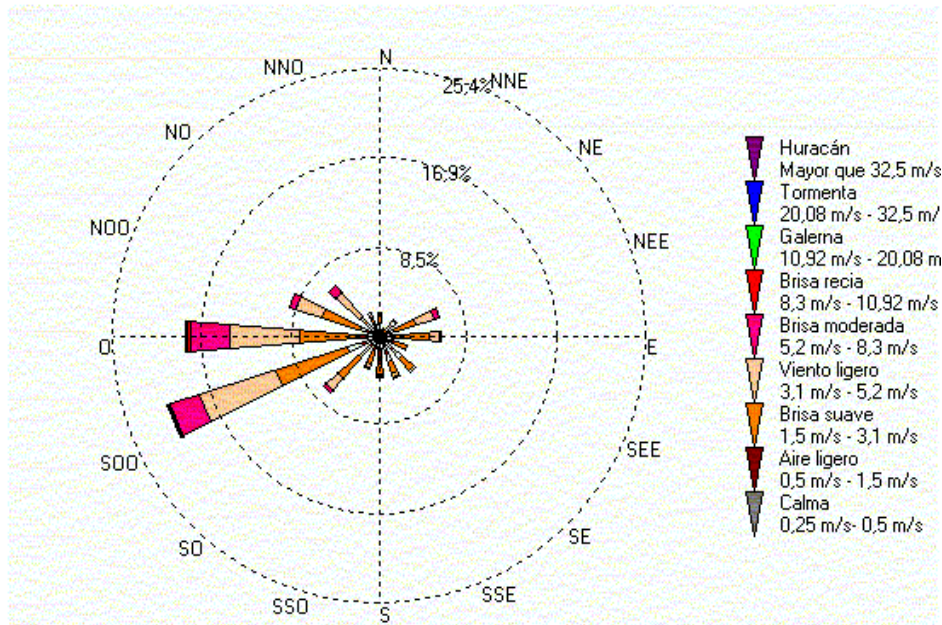 N
NNO
25,4%
NNE
NO
NE
NOO
NEE
16,9%
8,5%
O
E
SOO
SEE
SO
SE
SSO
SSE
S
Huracán
Mayor que 32,5 m/s
Tormenta
20,08 m/s - 32,5 m/
Galerna
10,92 m/s - 20,08 m
Brisa recia
8,3 m/s - 10,92 m/s
Brisa moderada
5,2 m/s - 8,3 m/s
Viento ligero
3,1 m/s - 5,2 m/s
Brisa suave
1,5 m/s - 3,1 m/s
Aire ligero
0,5 m/s - 1,5 m/s
Calma
0,25 m/s- 0,5 m/s